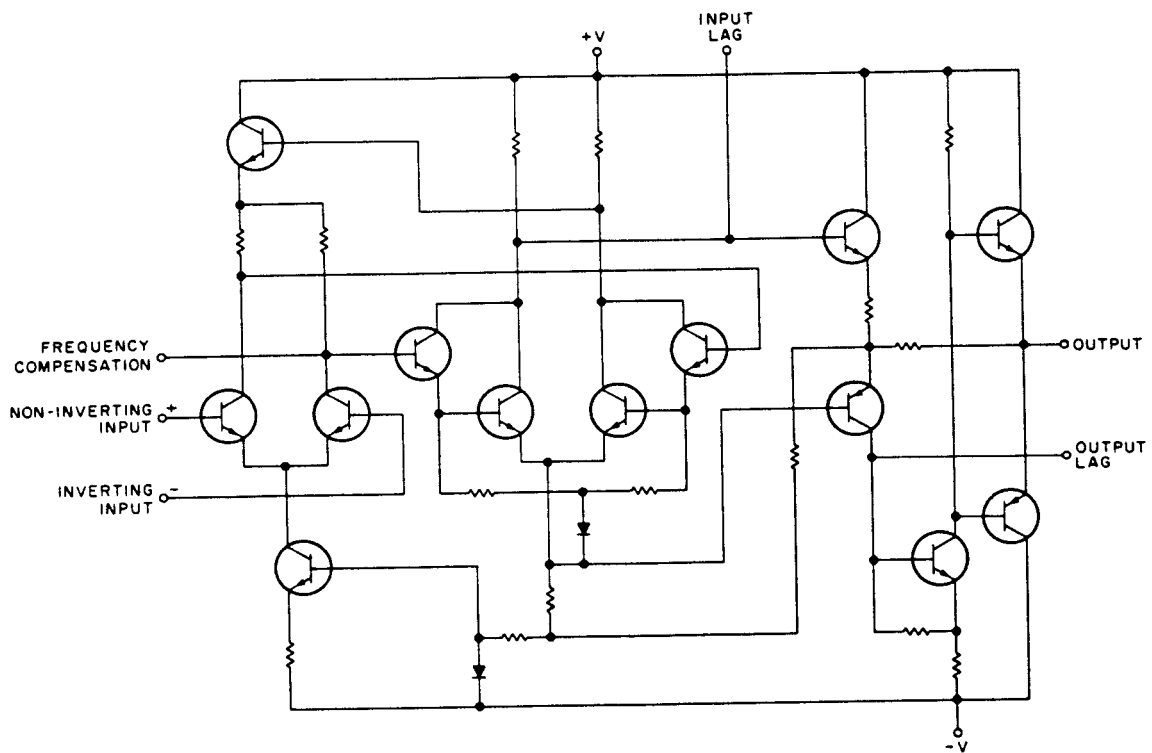 INPUT
LAG
+V
FREQUENCY
COMPENSATION
NON-INVERTING +
INPUT
INVERTING -
INPUT
OUTPUT
OUTPUT
LAG
-V